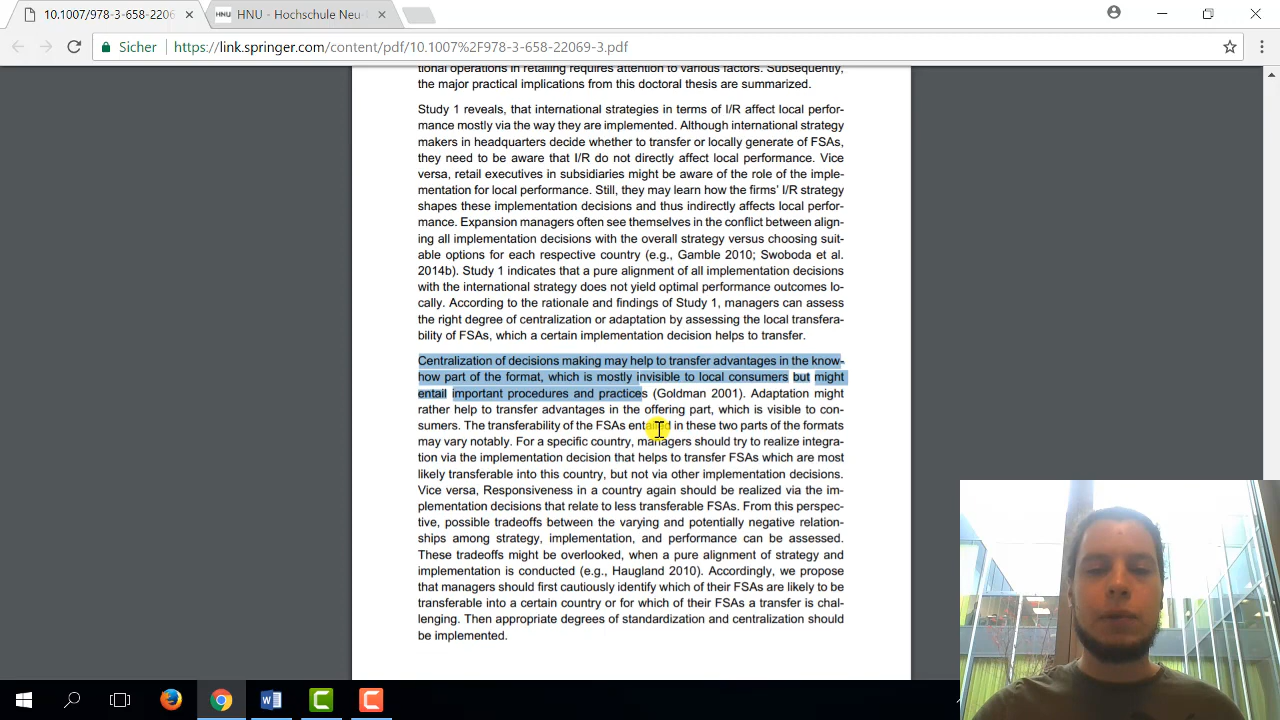 10.1007/978-3-658-2206
HNU - Hochschule Neu-
Sicher
https://link.springer.com/content/pdf/10.1007%2F978-3-658-22069-3.pdf
tional operations in retailing requires attention to various factors. Subsequently,
the major practical implications from this doctoral thesis are summarized.
Study 1 reveals, that international strategies in terms of I/R affect local perfor-
mance mostly via the way they are implemented. Although international strategy
makers in headquarters decide whether to transfer or locally generate of FSAs,
they need to be aware that I/R do not directly affect local performance. Vice
versa, retail executives in subsidiaries might be aware of the role of the imple-
mentation for local performance. Still, they may learn how the firms' I/R strategy
shapes these implementation decisions and thus indirectly affects local perfor-
mance. Expansion managers often see themselves in the conflict between align-
ing all implementation decisions with the overall strategy versus choosing suit-
able options for each respective country (e.g., Gamble 2010; Swoboda et al.
2014b). Study 1 indicates that a pure alignment of all implementation decisions
with the international strategy does not yield optimal performance outcomes lo-
cally. According to the rationale and findings of Study 1, managers can assess
the right degree of centralization or adaptation by assessing the local transfera-
bility of FSAs, which a certain implementation decision helps to transfer.
Centralization of decisions making may help to transfer advantages in the know-
how part of the format, which is mostly invisible to local consumers but might
entail important procedures and practices (Goldman 2001). Adaptation might
rather help to transfer advantages in the offering part, which is visible to con-
sumers. The transferability of the FSAs entailed in these two parts of the formats
may vary notably. For a specific country, managers should try to realize integra-
tion via the implementation decision that helps to transfer FSAs which are most
likely transferable into this country, but not via other implementation decisions.
Vice versa, Responsiveness in a country again should be realized via the im-
plementation decisions that relate to less transferable FSAs. From this perspec-
tive, possible tradeoffs between the varying and potentially negative relation-
ships among strategy, implementation, and performance can be assessed.
These tradeoffs might be overlooked, when a pure alignment of strategy and
implementation is conducted (e.g., Haugland 2010). Accordingly, we propose
that managers should first cautiously identify which of their FSAs are likely to be
transferable into a certain country or for which of their FSAs a transfer is chal-
lenging. Then appropriate degrees of standardization and centralization should
be implemented.